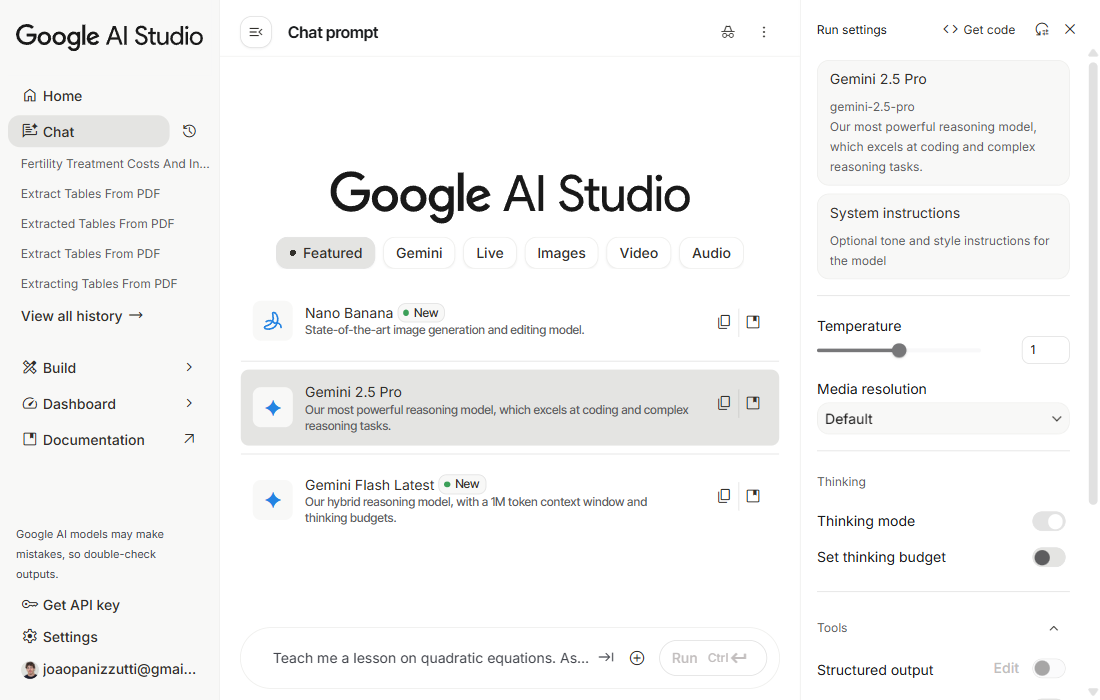 Google AI Studio
Home
Chat
Fertility Treatment Costs And In...
Extract Tables From PDF
Extracted Tables From PDF
Extract Tables From PDF
Extracting Tables From PDF
View all history
Build
Dashboard
Documentation
Google AI models may make
mistakes, so double-check
outputs.
Get API key
Settings
joaopanizzutti@gmai...
Chat prompt
Google AI Studio
Featured
Gemini
Live
Images
Video
Audio
Nano Banana New
State-of-the-art image generation and editing model.
Gemini 2.5 Pro
Our most powerful reasoning model, which excels at coding and complex
reasoning tasks.
Gemini Flash Latest New
Our hybrid reasoning model, with a 1M token context window and
thinking budgets.
Teach me a lesson on quadratic equations. As...
Run Ctrl
Run settings
Get code
Gemini 2.5 Pro
gemini-2.5-pro
Our most powerful reasoning model,
which excels at coding and complex
reasoning tasks.
System instructions
Optional tone and style instructions for
the model
Temperature
1
Media resolution
Default
Thinking
Thinking mode
Set thinking budget
Tools
Structured output Edit